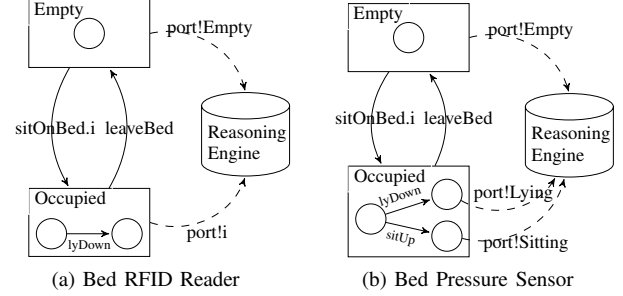 Empty
port!Empty
sitOnBed.i leaveBed
Reasoning
Engine
Occupied
lyDown
port!i
(a) Bed RFID Reader
Empty
port!Empty
sitOnBed.i leaveBed
Reasoning
Engine
Occupied
lyDown
sitUp
port!Lying
port!Sitting
(b) Bed Pressure Sensor